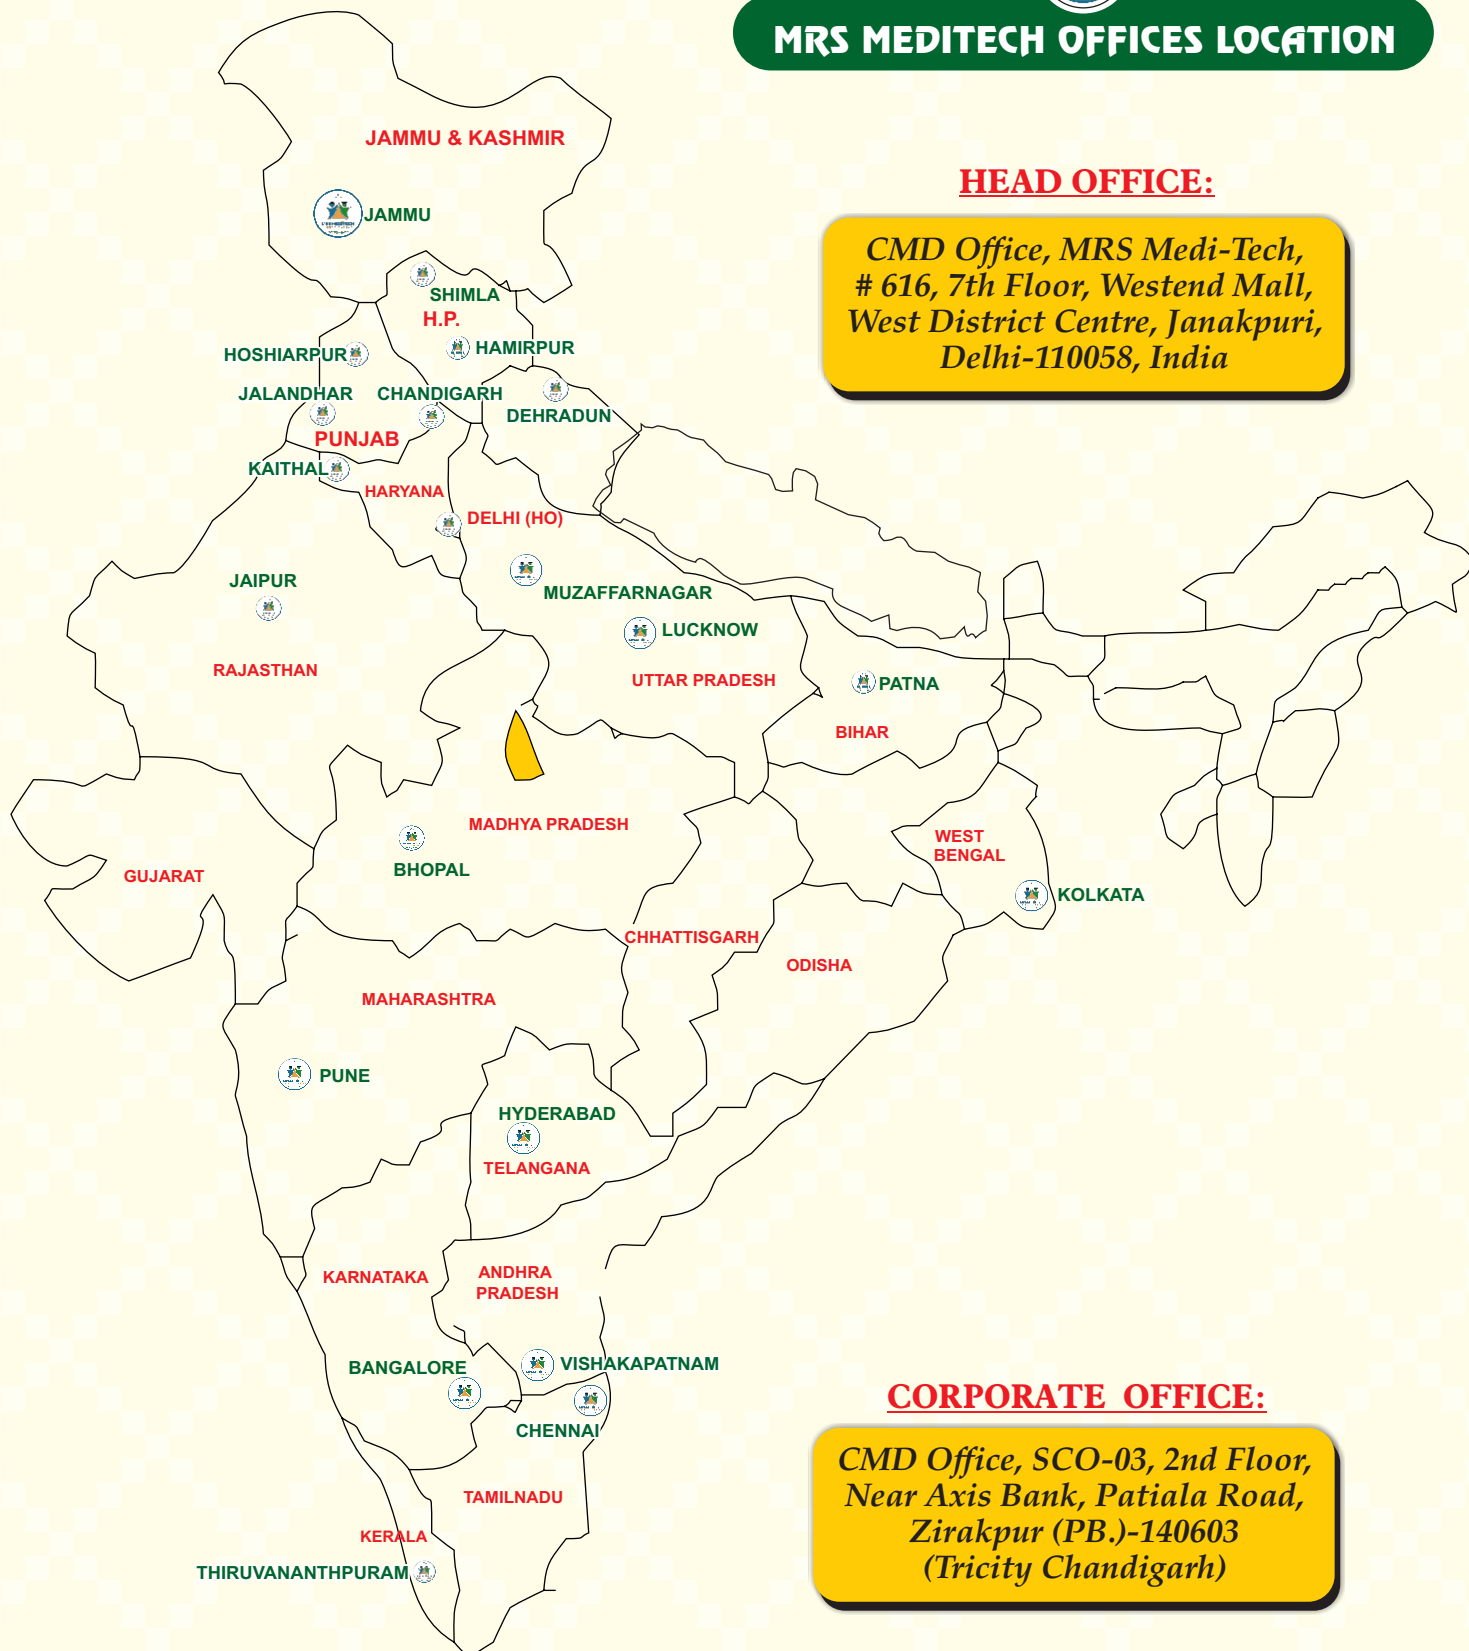 MRS MEDITECH OFFICES LOCATION
JAMMU & KASHMIR
HEAD OFFICE:
JAMMU
CMD Office, MRS Medi-Tech,
# 616, 7th Floor, Westend Mall,
West District Centre, Janakpuri,
Delhi-110058, India
SHIMLA
H.P.
HAMIRPUR
HOSHIARPUR
JALANDHAR
CHANDIGARH
DEHRADUN
PUNJAB
KAITHAL
HARYANA
DELHI (HO)
JAIPUR
MUZAFFARNAGAR
LUCKNOW
RAJASTHAN
UTTAR PRADESH
PATNA
BIHAR
MADHYA PRADESH
WEST
BENGAL
BHOPAL
GUJARAT
KOLKATA
CHHATTISGARH
ODISHA
MAHARASHTRA
PUNE
HYDERABAD
TELANGANA
KARNATAKA
ANDHRA
PRADESH
BANGALORE
VISHAKAPATNAM
CHENNAI
CORPORATE OFFICE:
CMD Office, SCO-03, 2nd Floor,
Near Axis Bank, Patiala Road,
Zirakpur (PB.)-140603
(Tricity Chandigarh)
TAMILNADU
KERALA
THIRUVANANTHPURAM